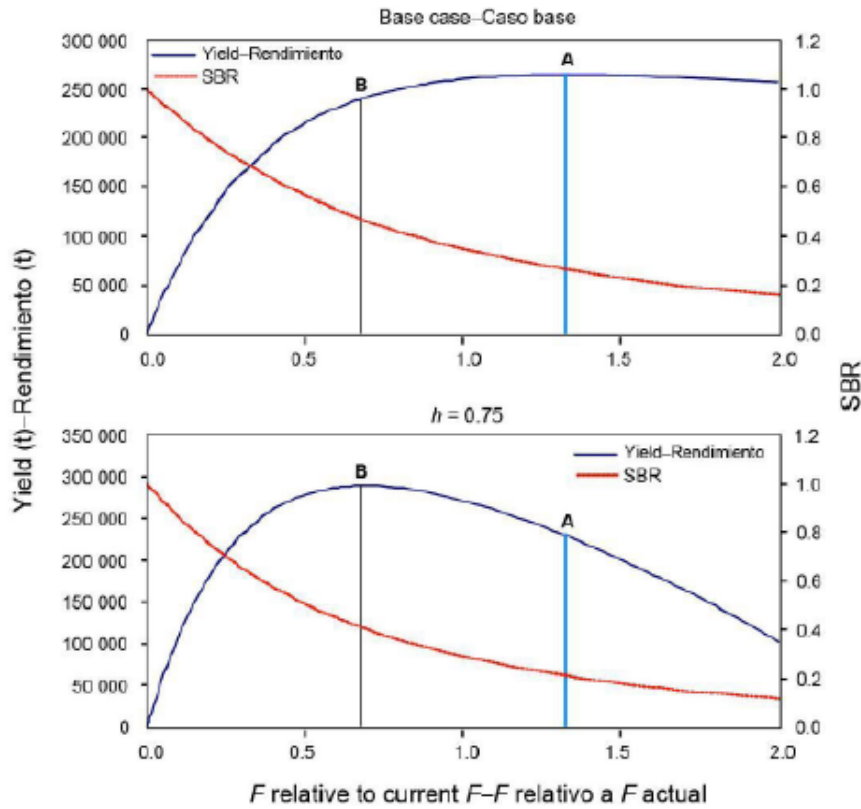 Base case–Caso base
300 000
250 000
200 000
150 000
100 000
50 000
0
Yield–Rendimiento
SBR
B
A
1.2
1.0
0.8
0.6
0.4
0.2
0.0
0.0 0.5 1.0 1.5 2.0
Yield (t)–Rendimiento (t)
SBR
h = 0.75
350 000
300 000
250 000
200 000
150 000
100 000
50 000
0
B
A
Yield–Rendimiento
SBR
1.2
1.0
0.8
0.6
0.4
0.2
0.0
0.0 0.5 1.0 1.5 2.0
F relative to current F–F relativo a F actual